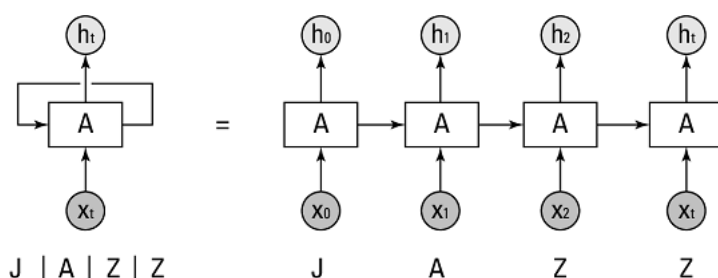 ht h0 h1 h2 ht
A = A A A A
xt x0 x1 x2 xt
J | A | Z | Z J A Z Z